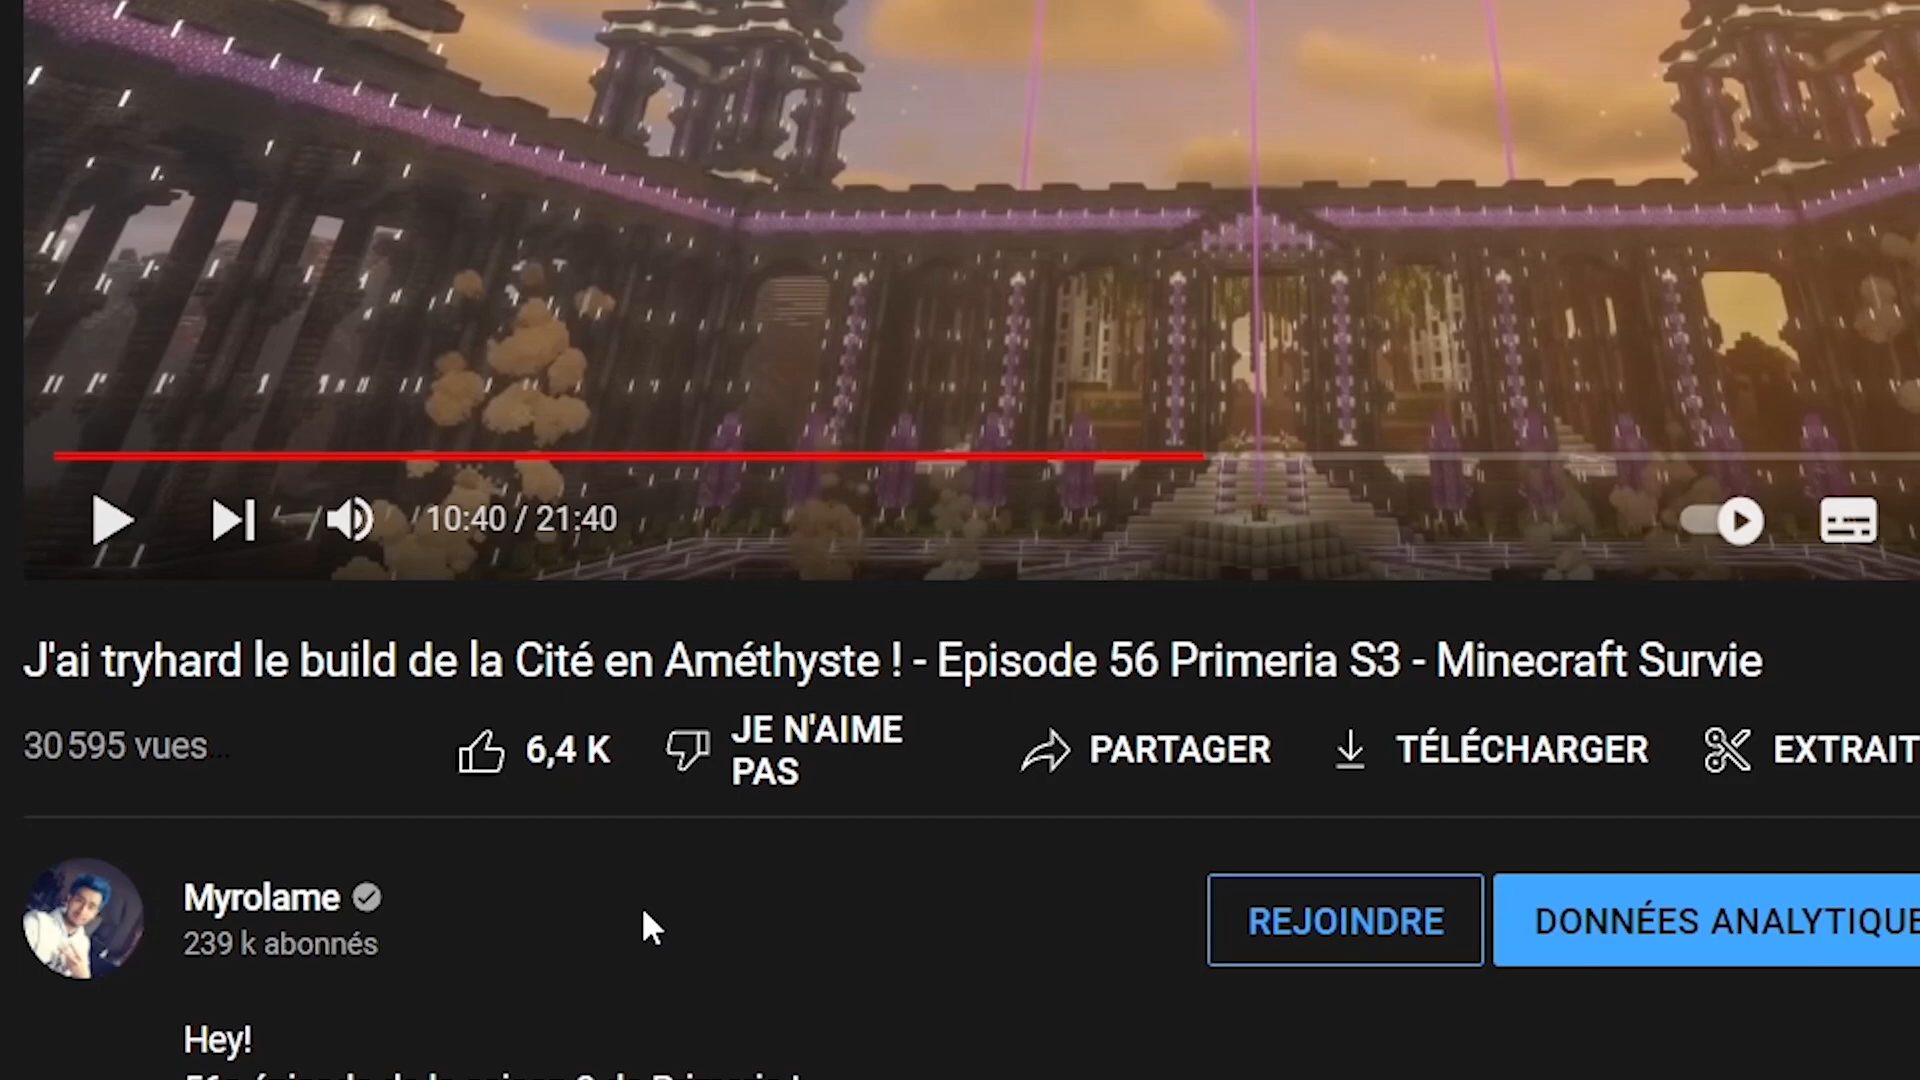 10:40 / 21:40
J'ai tryhard le build de la Cité en Améthyste ! - Episode 56 Primeria S3 - Minecraft Survie
30 595 vues...
6,4 K
JE N'AIME
PAS
PARTAGER
TÉLÉCHARGER
EXTRAIT
Myrolame
239 k abonnés
REJOINDRE
DONNÉES ANALYTIQUE
Hey!